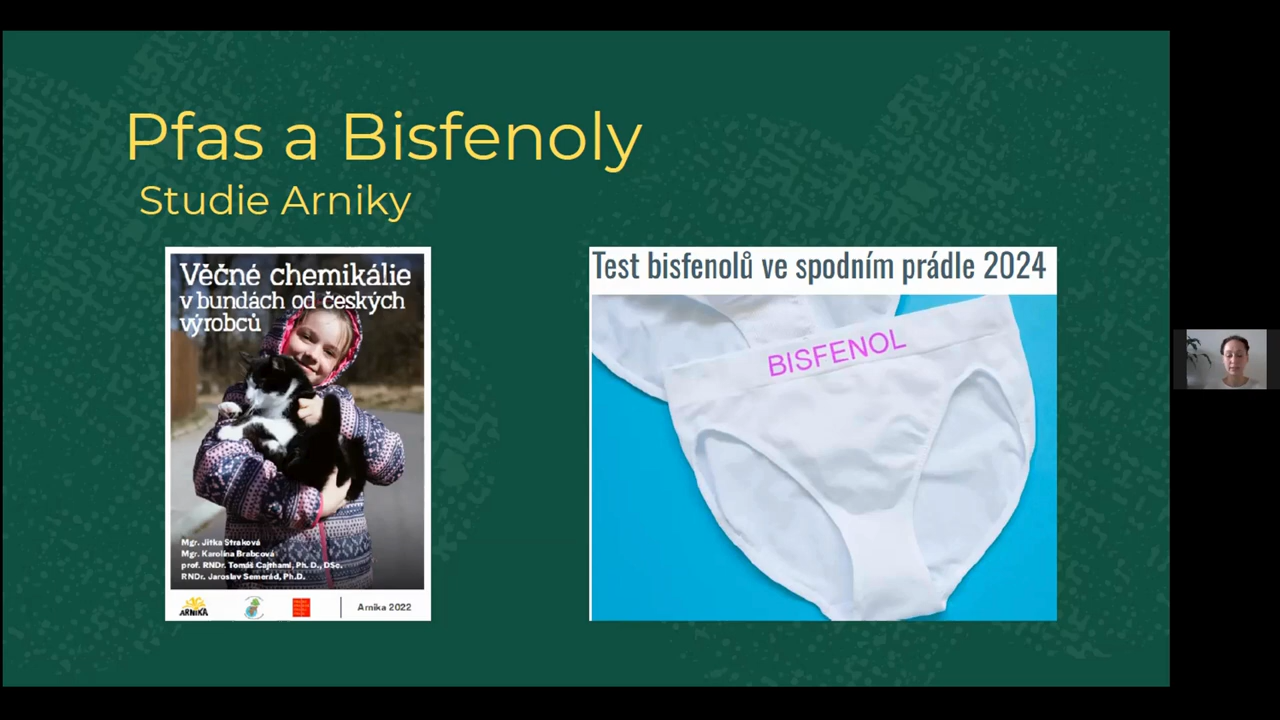 Pfas a Bisfenoly
Studie Arniky
Věčné chemikálie
v bundách od českých
výrobců
Mgr. Jitka Straková
Mgr. Karolína Brabcová
prof. RNDr. Tomáš Cajthaml, Ph. D., DSc.
RNDr. Jaroslav Semerád, Ph.D.
ARNIKA
Arnika 2022
Test bisfenolů ve spodním prádle 2024
BISFENOL